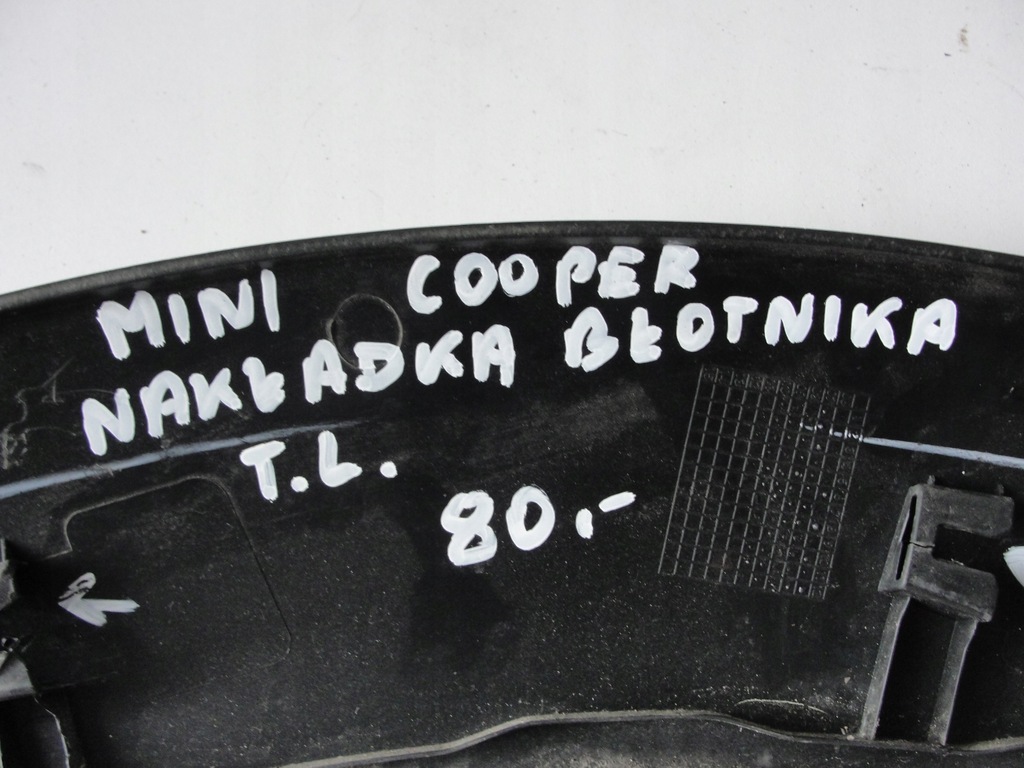 MINI COOPER
NAKŁADKA BŁOTNIKA
T.L.
80.-